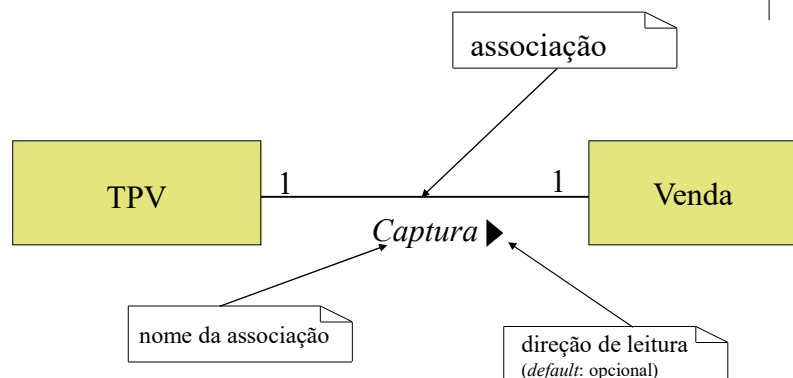 associação
TPV
1
1
Venda
Captura
nome da associação
direção de leitura
(default: opcional)